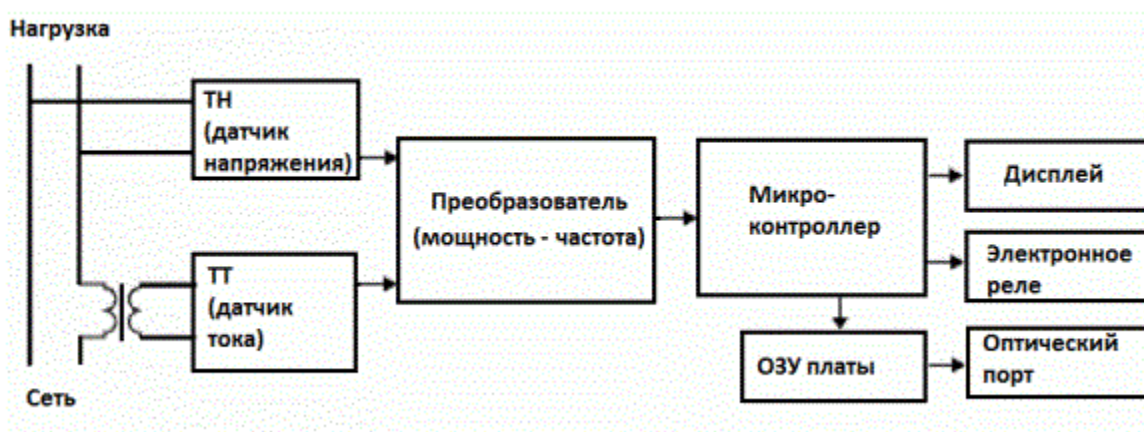 Нагрузка
ТН
(датчик
напряжения)
Преобразователь
(мощность - частота)
Микро-
контроллер
Дисплей
Электронное
реле
ТТ
(датчик
тока)
ОЗУ платы
Оптический
порт
Сеть